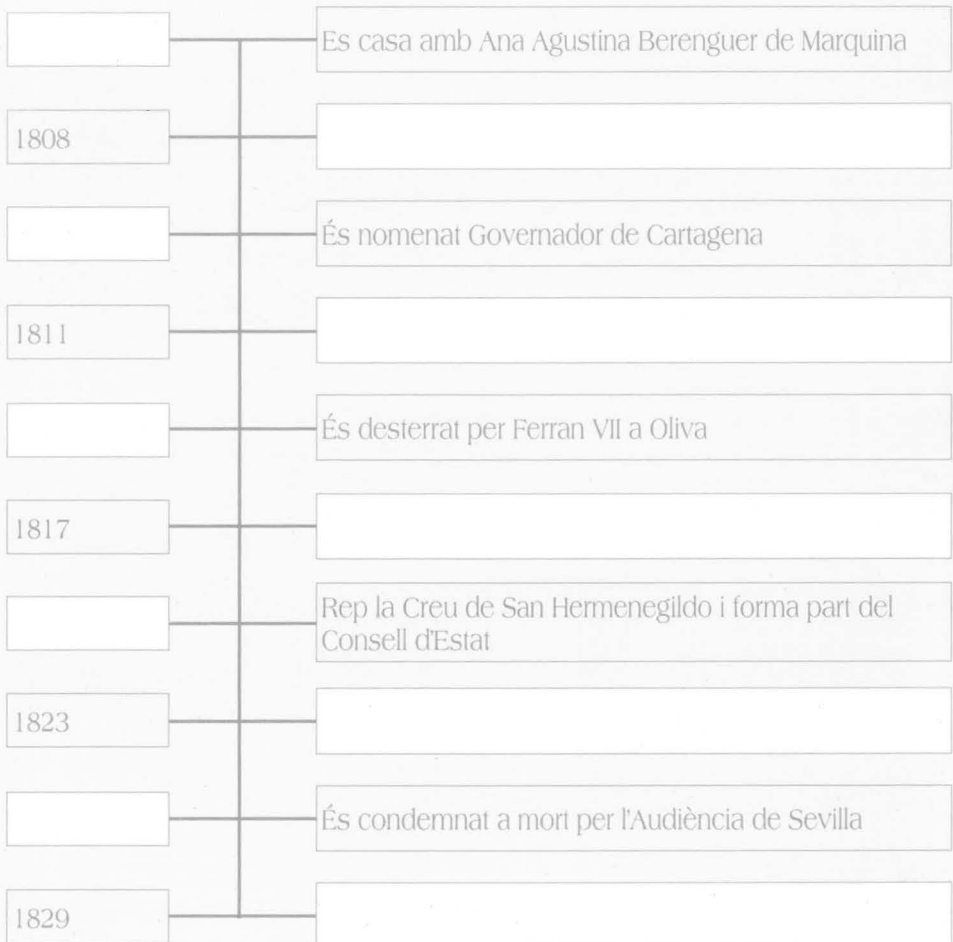 Es casa amb Ana Agustina Berenguer de Marquina
1808
És nomenat Governador de Cartagena
1811
És desterrat per Ferran VII a Oliva
1817
Rep la Creu de San Hermenegildo i forma part del
Consell d'Estat
1823
És condemnat a mort per l'Audiència de Sevilla
1829